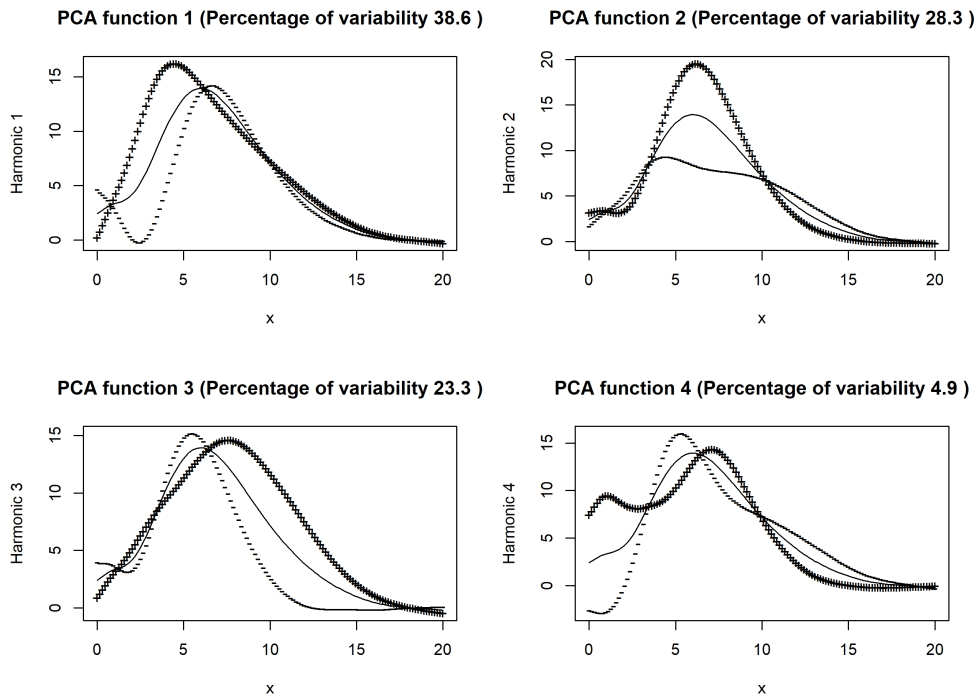 PCA function 1 (Percentage of variability 38.6 )
Harmonic 1
15
10
5
0
0 5 10 15 20
x
PCA function 2 (Percentage of variability 28.3 )
Harmonic 2
20
15
10
5
0
0 5 10 15 20
x
PCA function 3 (Percentage of variability 23.3 )
Harmonic 3
15
10
5
0
0 5 10 15 20
x
PCA function 4 (Percentage of variability 4.9 )
Harmonic 4
15
10
5
0
0 5 10 15 20
x